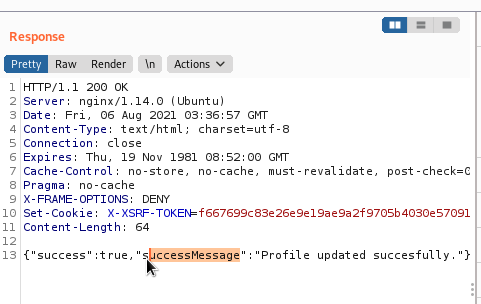 Response
Pretty Raw Render \n Actions
1 HTTP/1.1 200 OK
2 Server: nginx/1.14.0 (Ubuntu)
3 Date: Fri, 06 Aug 2021 03:36:57 GMT
4 Content-Type: text/html; charset=utf-8
5 Connection: close
6 Expires: Thu, 19 Nov 1981 08:52:00 GMT
7 Cache-Control: no-store, no-cache, must-revalidate, post-check=0
8 Pragma: no-cache
9 X-FRAME-OPTIONS: DENY
10 Set-Cookie: X-XSRF-TOKEN=f667699c83e26e9e19ae9a2f9705b4030e57091
11 Content-Length: 64
12
13 {"success":true,"successMessage":"Profile updated succesfully."}